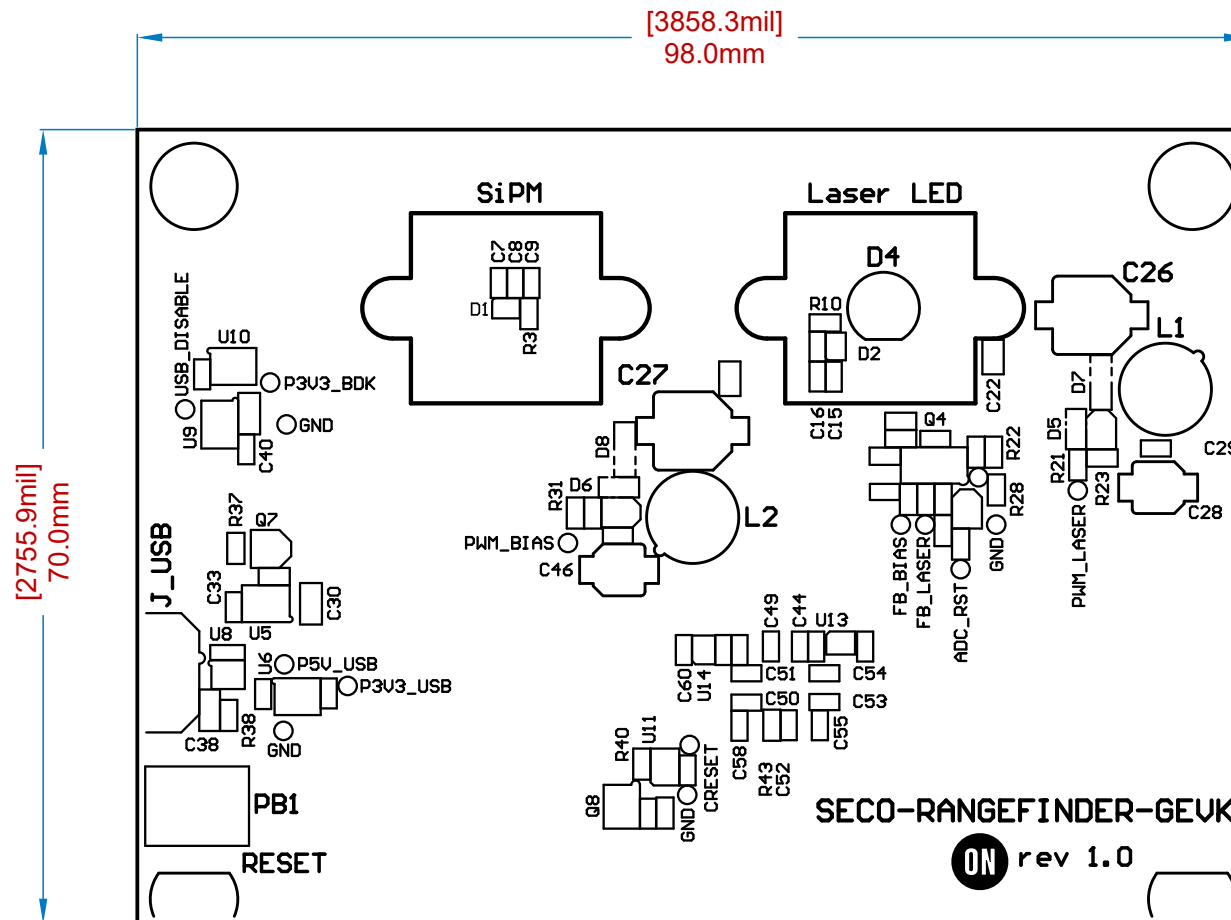 [3858.3mil]
98.0mm
[2755.9mil]
70.0mm
SiPM
Laser LED
C7
C8
C9
D1
R3
D4
R10
D2
C16
C15
C22
C26
L1
D7
D5
R21
R23
C29
C28
PWM_LASER
USB_DISABLE
U10
P3V3_BDK
GND
U9
C40
C27
D8
D6
R31
L2
PWM_BIAS
C46
Q4
R22
R28
FB_BIAS
FB_LASER
ADC_RST
GND
R37
Q7
J_USB
C33
U5
C30
U8
U6
P5V_USB
P3V3_USB
C38
R38
GND
C49
C44
U13
C60
U14
C51
C54
C50
C53
C58
R43
C52
C55
R40
U11
CRESET
Q8
GND
PB1
RESET
SECO-RANGEFINDER-GEVK
ON rev 1.0